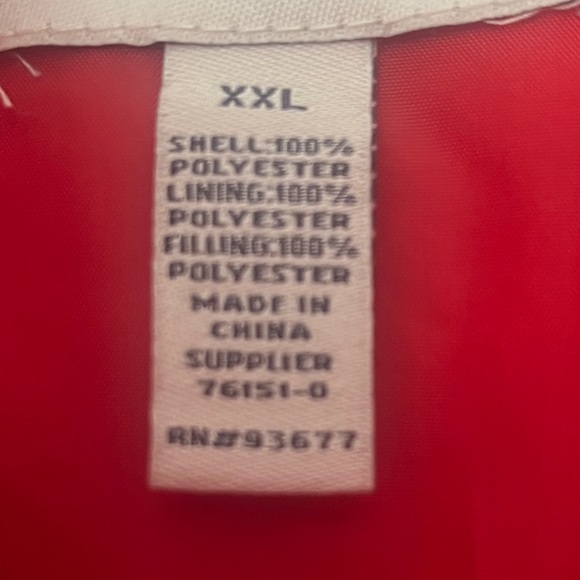 XXL
SHELL:100%
POLYESTER
LINING:100%
POLYESTER
FILLING:100%
POLYESTER
MADE IN
CHINA
SUPPLIER
76151-0
RN#93677